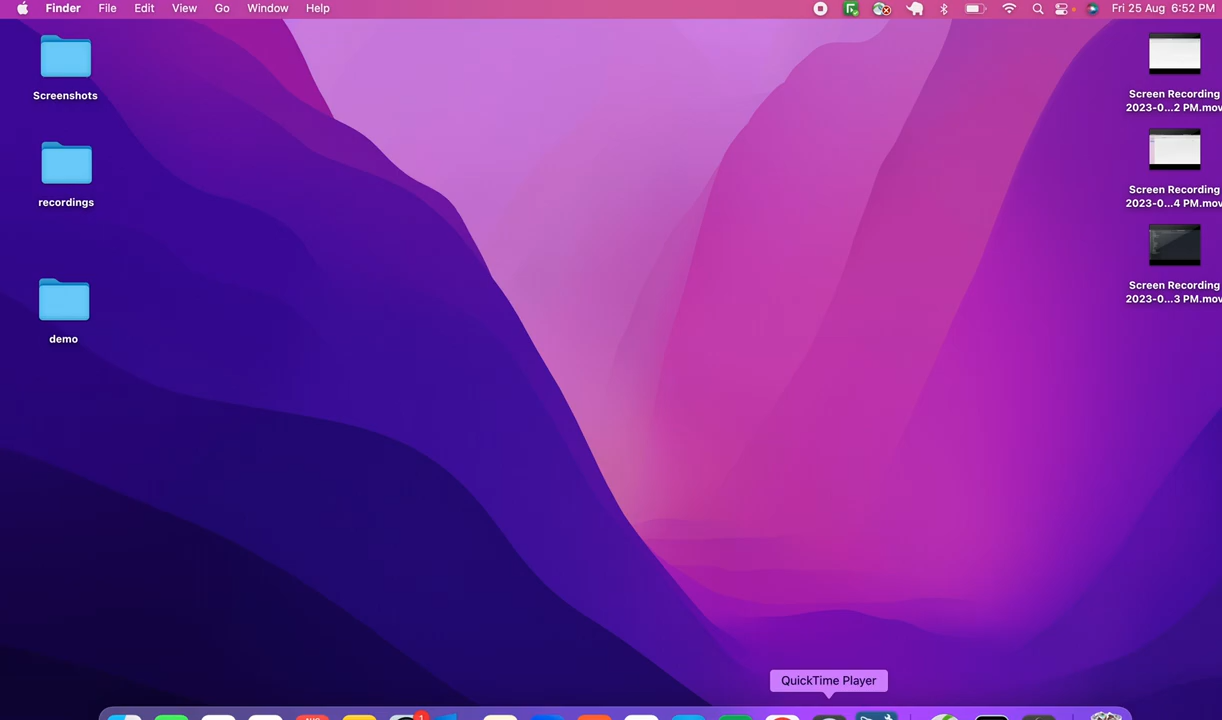 Finder File Edit View Go Window Help Fri 25 Aug 6:52 PM
Screenshots
recordings
demo
Screen Recording
2023-0...2 PM.mov
Screen Recording
2023-0...4 PM.mov
Screen Recording
2023-0...3 PM.mov
QuickTime Player
AUG
1